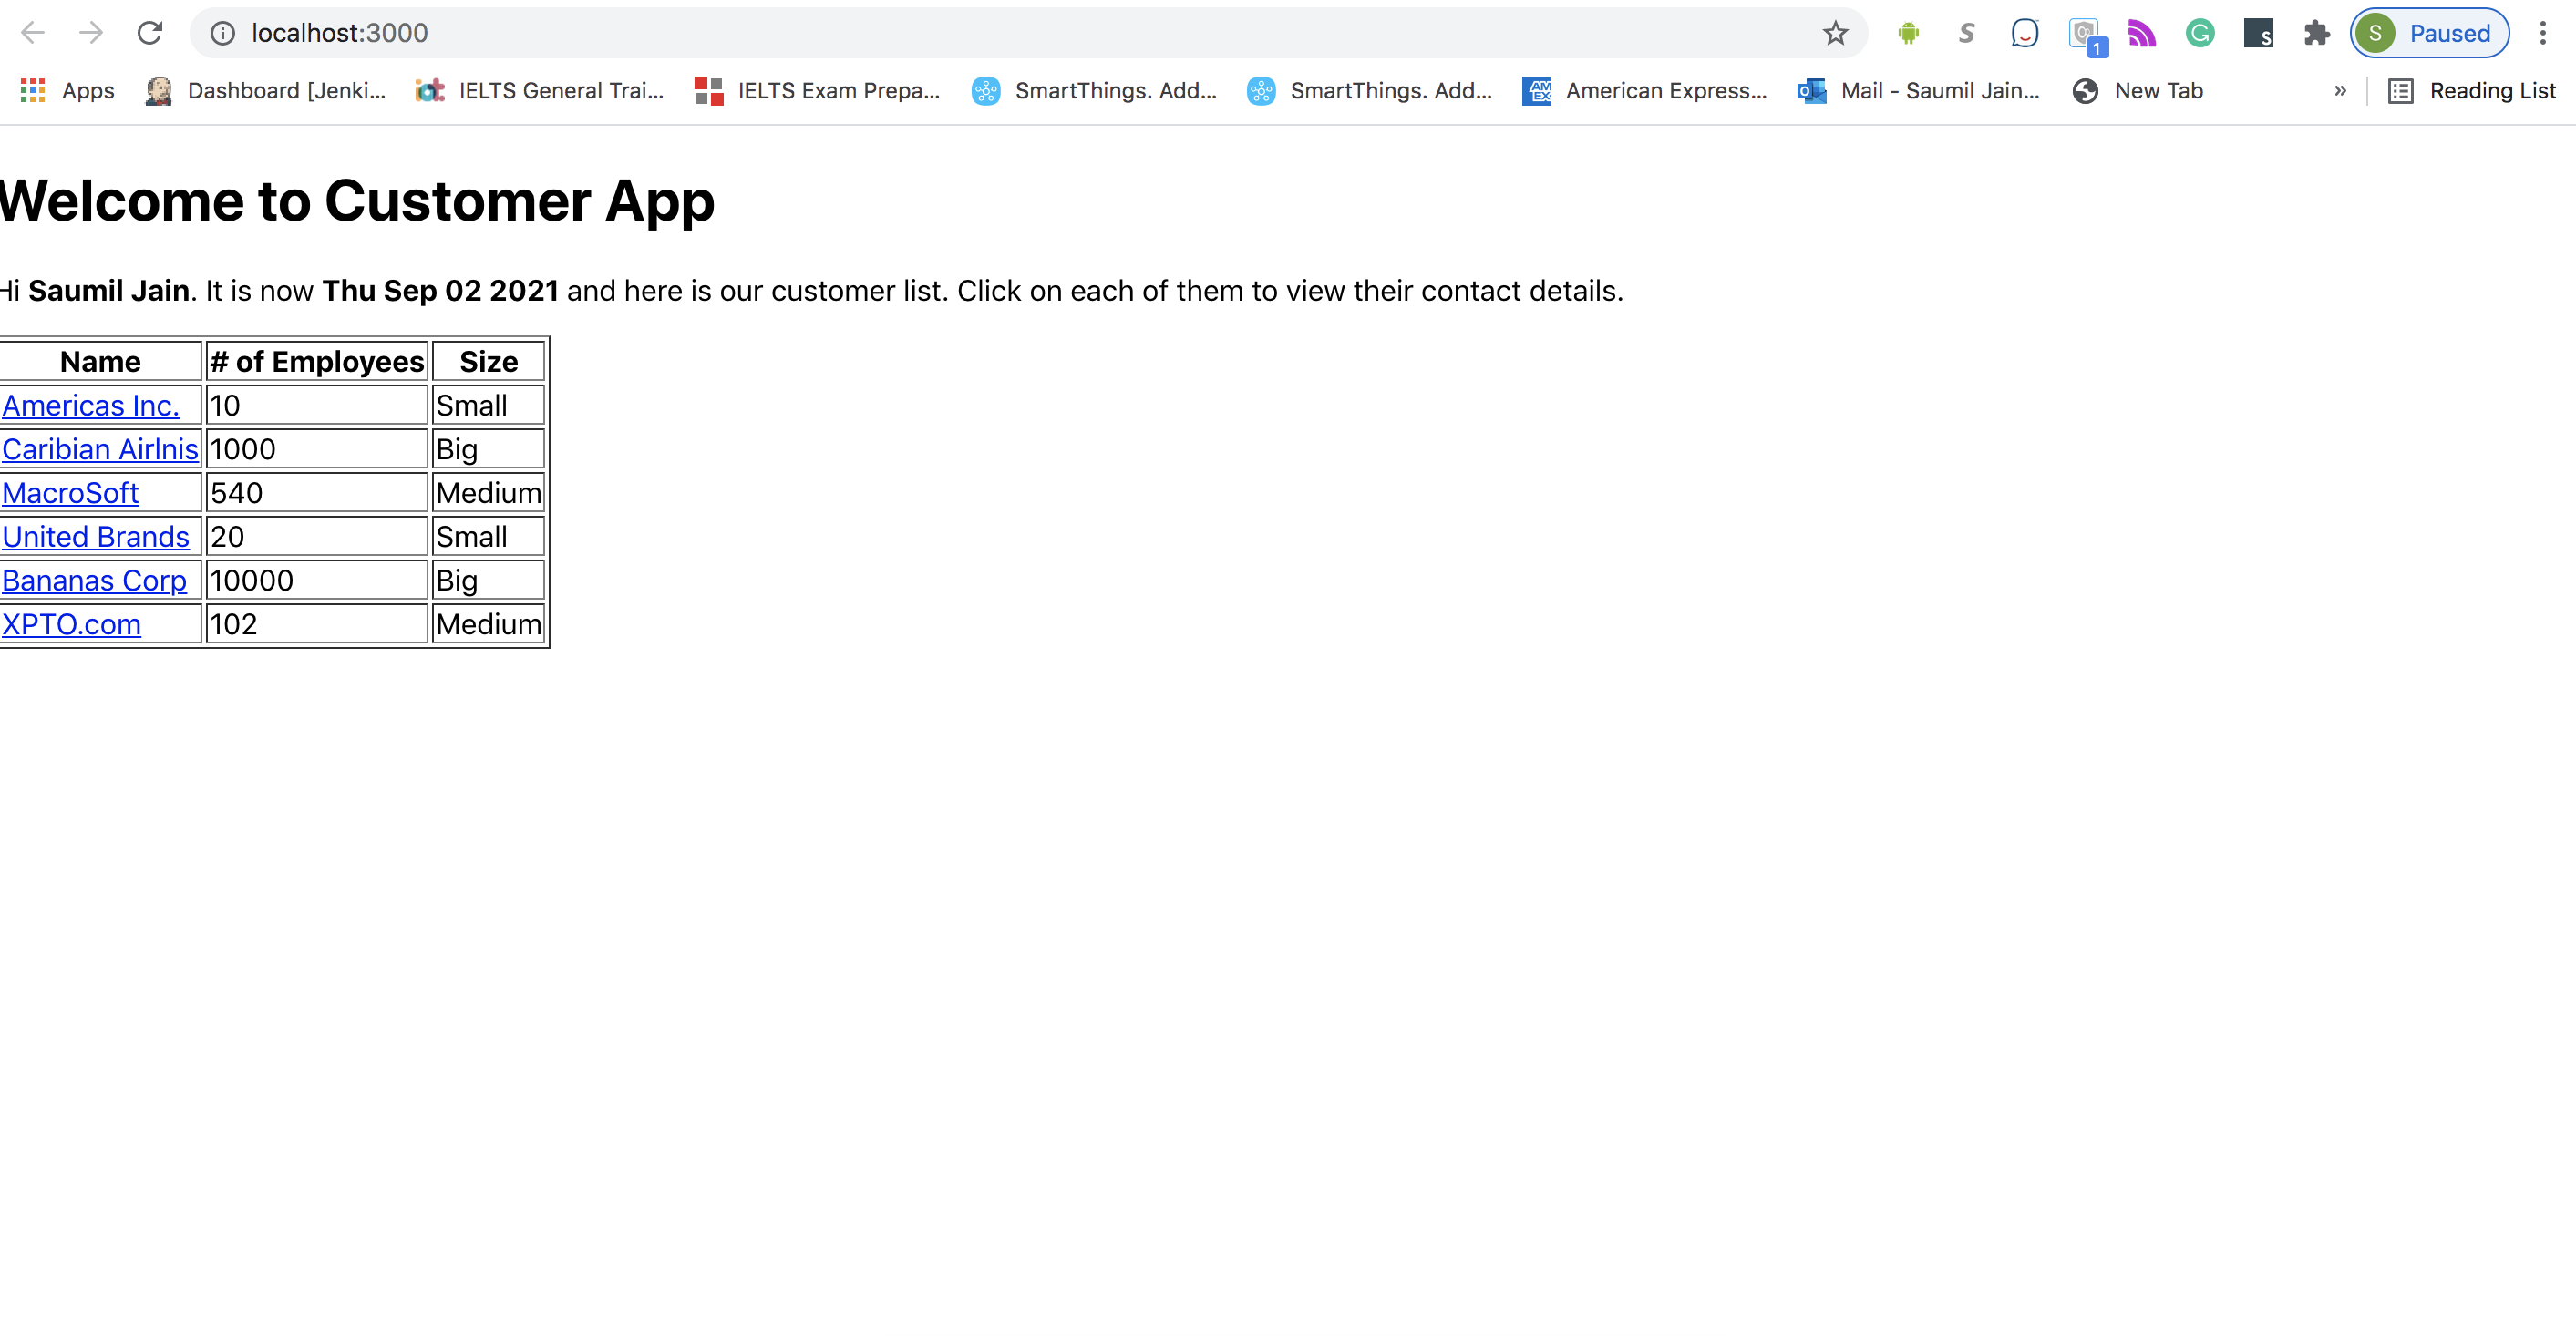 localhost:3000
1
S
Paused
Apps
Dashboard [Jenki...
IELTS General Trai...
IELTS Exam Prepa...
SmartThings. Add...
SmartThings. Add...
American Express...
Mail - Saumil Jain...
New Tab
»
Reading List
Welcome to Customer App
Hi Saumil Jain. It is now Thu Sep 02 2021 and here is our customer list. Click on each of them to view their contact details.
Name # of Employees Size
Americas Inc. 10 Small
Caribian Airlnis 1000 Big
MacroSoft 540 Medium
United Brands 20 Small
Bananas Corp 10000 Big
XPTO.com 102 Medium